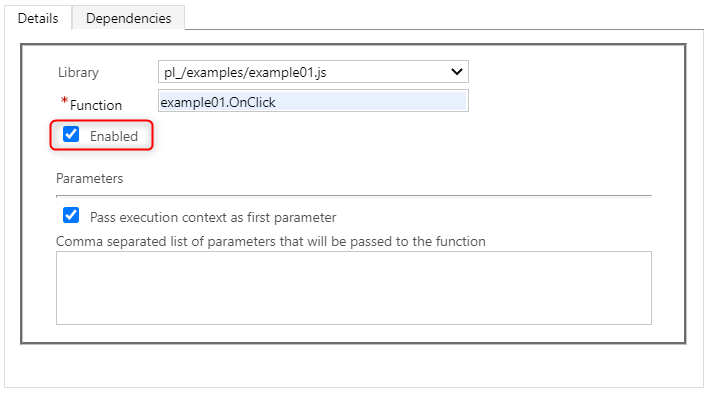 Details Dependencies
Library pl_/examples/example01.js
*Function example01.OnClick
Enabled
Parameters
Pass execution context as first parameter
Comma separated list of parameters that will be passed to the function